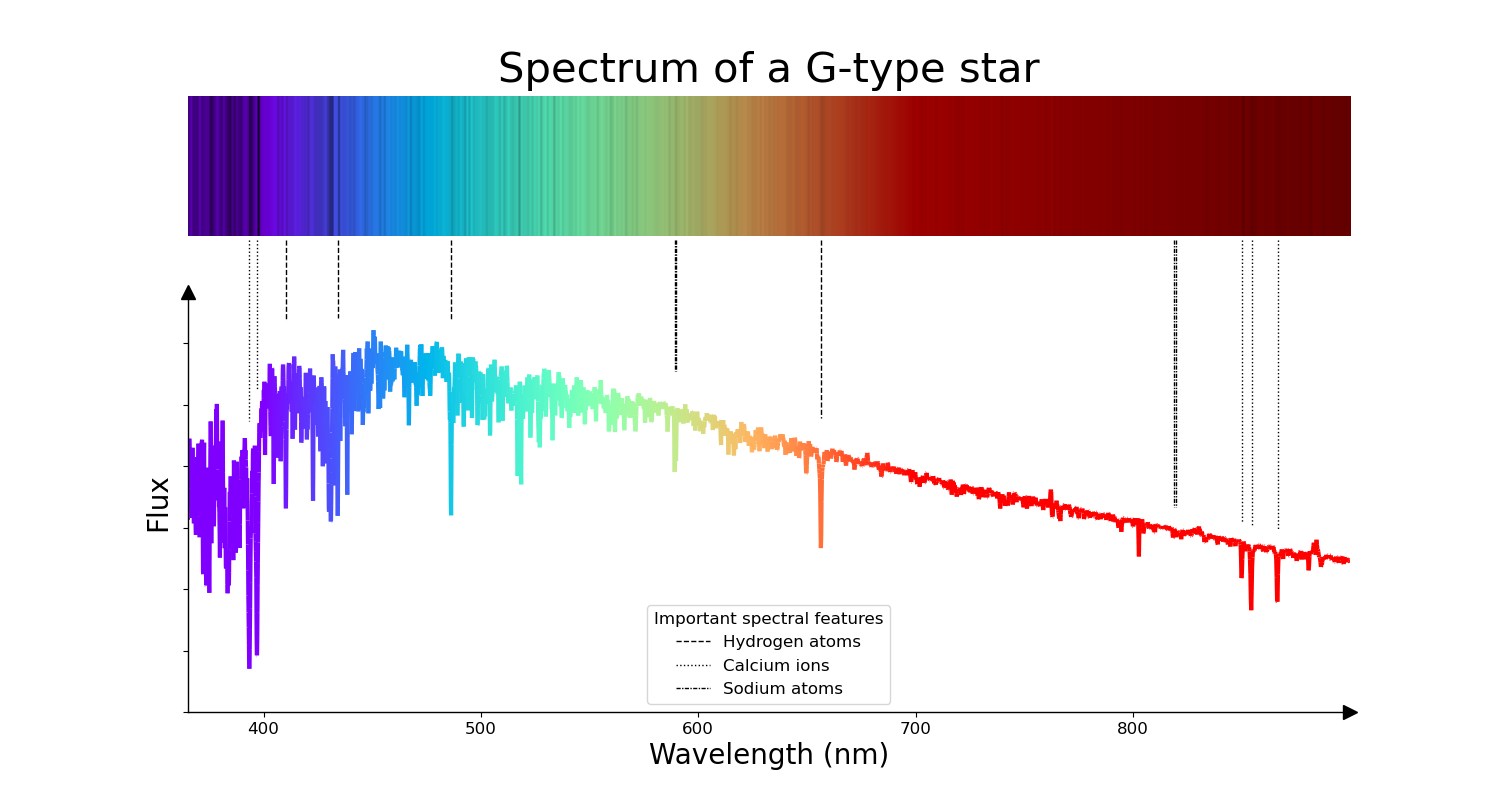 Spectrum of a G-type star
Flux
Important spectral features
Hydrogen atoms
Calcium ions
Sodium atoms
400 500 600 700 800
Wavelength (nm)